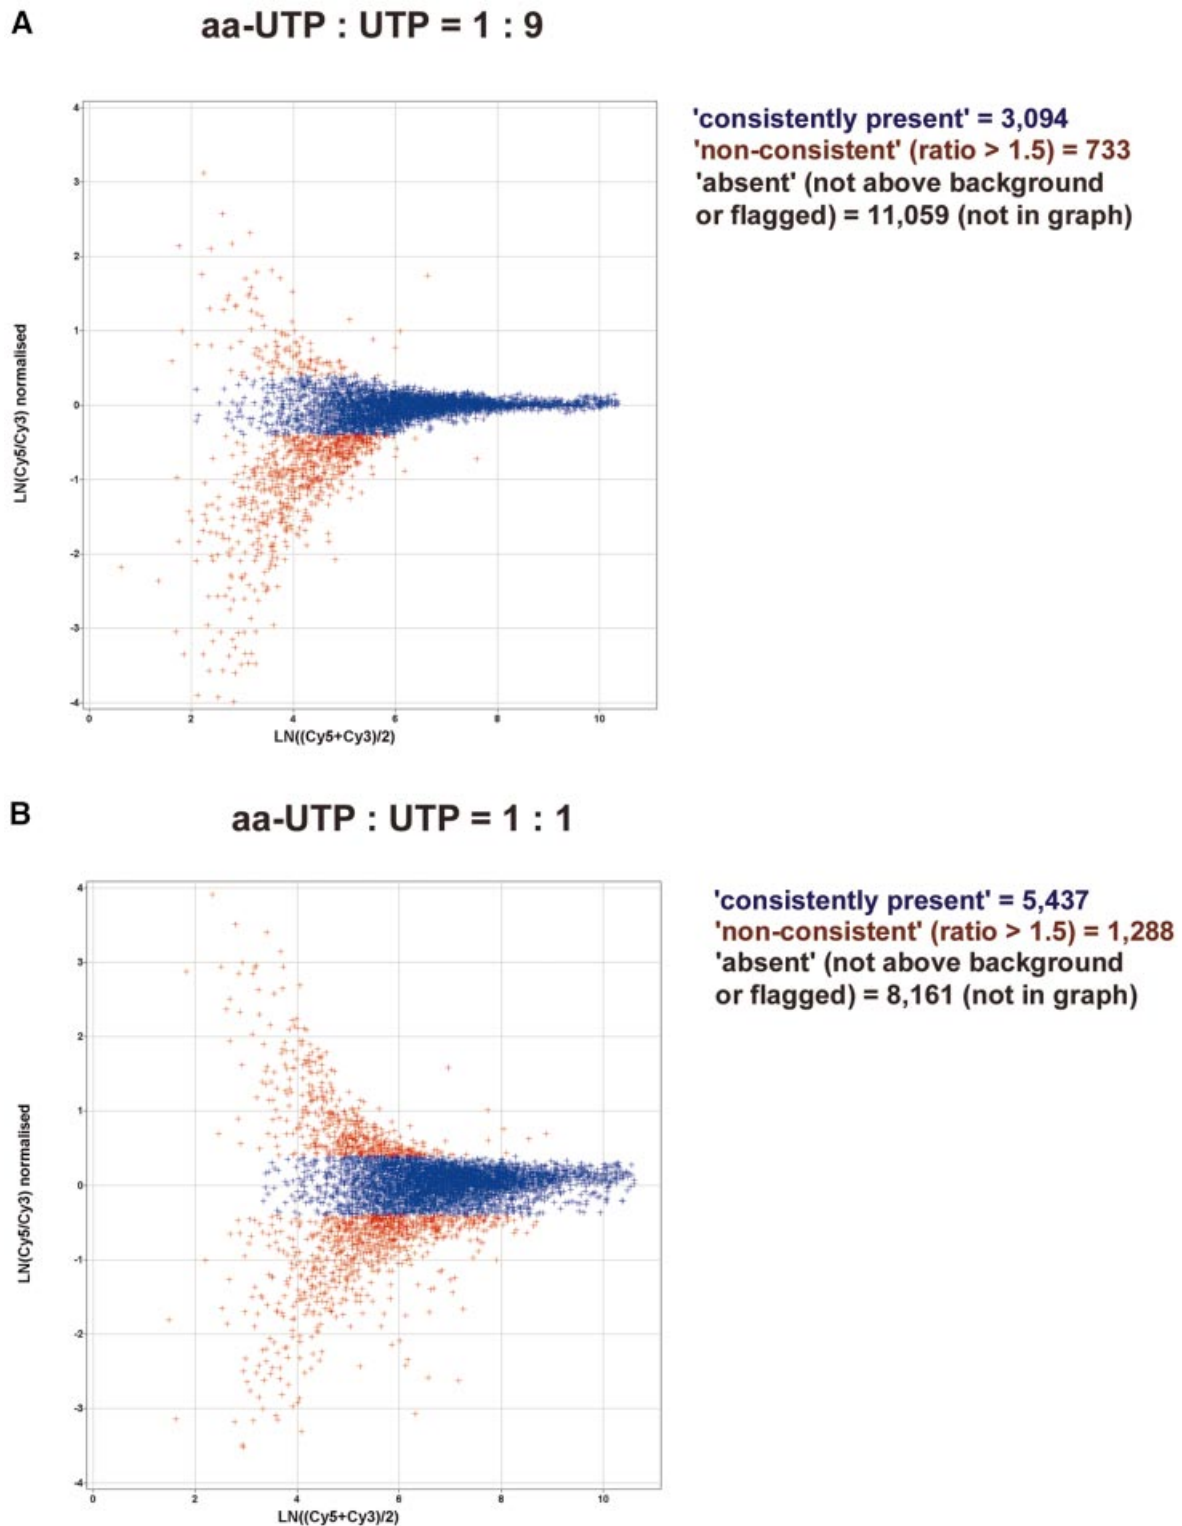 A
aa-UTP : UTP = 1 : 9
'consistently present' = 3,094
'non-consistent' (ratio > 1.5) = 733
'absent' (not above background
or flagged) = 11,059 (not in graph)
LN(Cy5/Cy3) normalised
4
3
2
1
0
-1
-2
-3
-4
0 2 4 6 8 10
LN((Cy5+Cy3)/2)
B
aa-UTP : UTP = 1 : 1
'consistently present' = 5,437
'non-consistent' (ratio > 1.5) = 1,288
'absent' (not above background
or flagged) = 8,161 (not in graph)
LN(Cy5/Cy3) normalised
4
3
2
1
0
-1
-2
-3
-4
0 2 4 6 8 10
LN((Cy5+Cy3)/2)